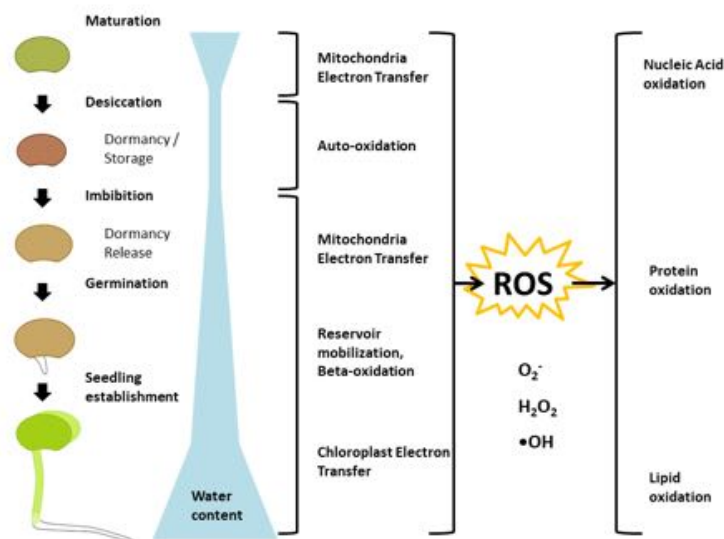 Maturation
Desiccation
Dormancy /
Storage
Imbibition
Dormancy
Release
Germination
Seedling
establishment
Water
content
Mitochondria
Electron Transfer
Auto-oxidation
Mitochondria
Electron Transfer
Reservoir
mobilization,
Beta-oxidation
Chloroplast Electron
Transfer
ROS
O₂⁻
H₂O₂
•OH
Nucleic Acid
oxidation
Protein
oxidation
Lipid
oxidation